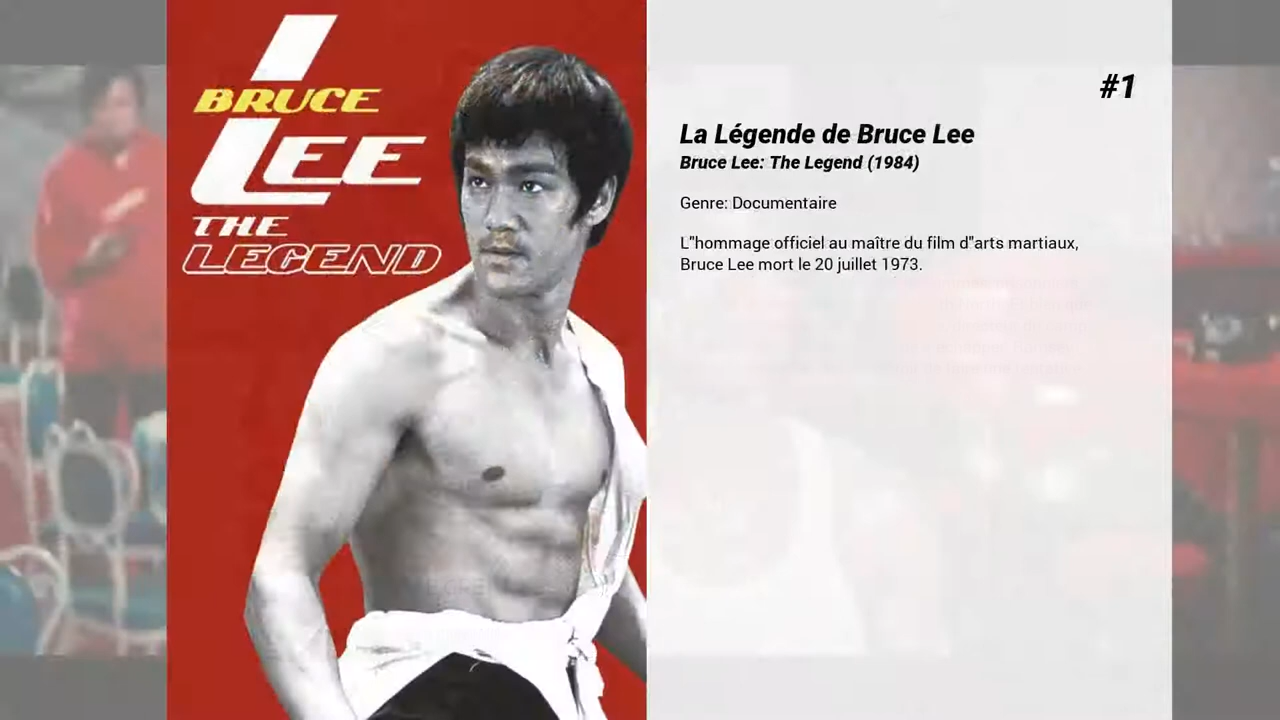 BRUCE
LEE
THE
LEGEND
#1
La Légende de Bruce Lee
Bruce Lee: The Legend (1984)
Genre: Documentaire
L"hommage officiel au maître du film d"arts martiaux,
Bruce Lee mort le 20 juillet 1973.